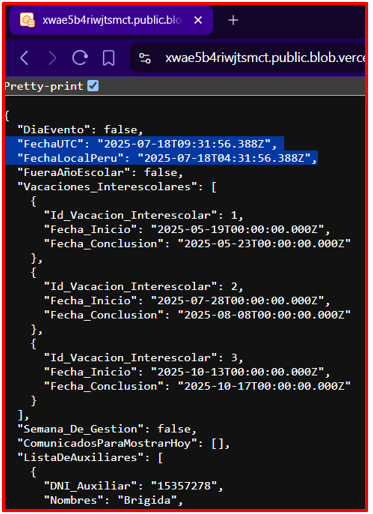 xwae5b4riwjtsmct.public.blo
xwae5b4riwjtsmct.public.blob.verce
Pretty-print
{
"DiaEvento": false,
"FechaUTC": "2025-07-18T09:31:56.388Z",
"FechaLocalPeru": "2025-07-18T04:31:56.388Z",
"FueraAñoEscolar": false,
"Vacaciones_Interescolares": [
{
"Id_Vacacion_Interescolar": 1,
"Fecha_Inicio": "2025-05-19T00:00:00.000Z",
"Fecha_Conclusion": "2025-05-23T00:00:00.000Z"
},
{
"Id_Vacacion_Interescolar": 2,
"Fecha_Inicio": "2025-07-28T00:00:00.000Z",
"Fecha_Conclusion": "2025-08-08T00:00:00.000Z"
},
{
"Id_Vacacion_Interescolar": 3,
"Fecha_Inicio": "2025-10-13T00:00:00.000Z",
"Fecha_Conclusion": "2025-10-17T00:00:00.000Z"
}
],
"Semana_De_Gestion": false,
"ComunicadosParaMostrarHoy": [],
"ListaDeAuxiliares": [
{
"DNI_Auxiliar": "15357278",
"Nombres": "Brigida",